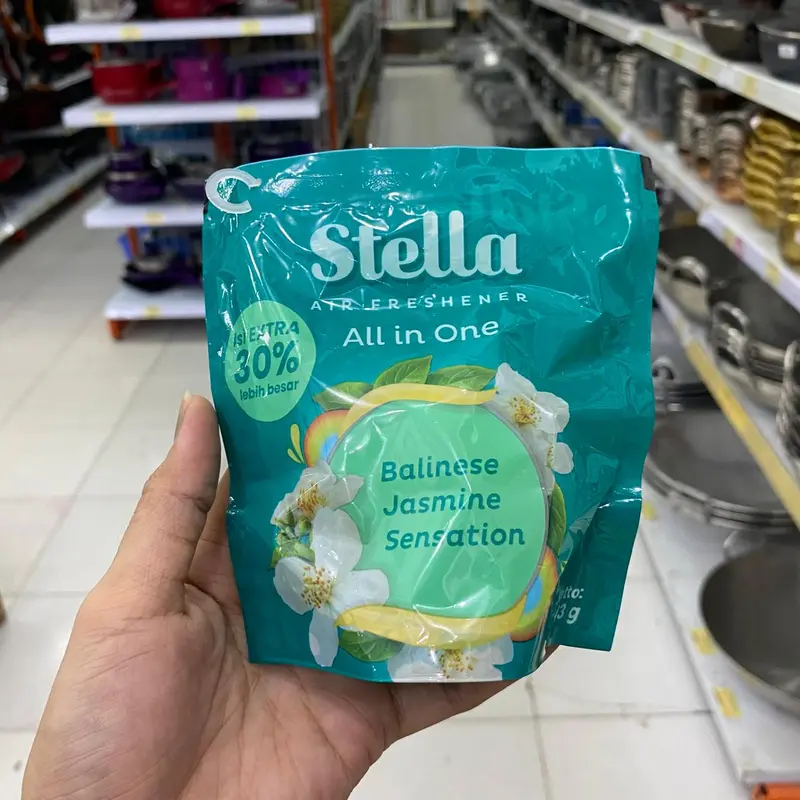 Stella
AIR FRESHENER
All in One
Isi EXTRA
30%
lebih besar
Balinese
Jasmine
Sensation